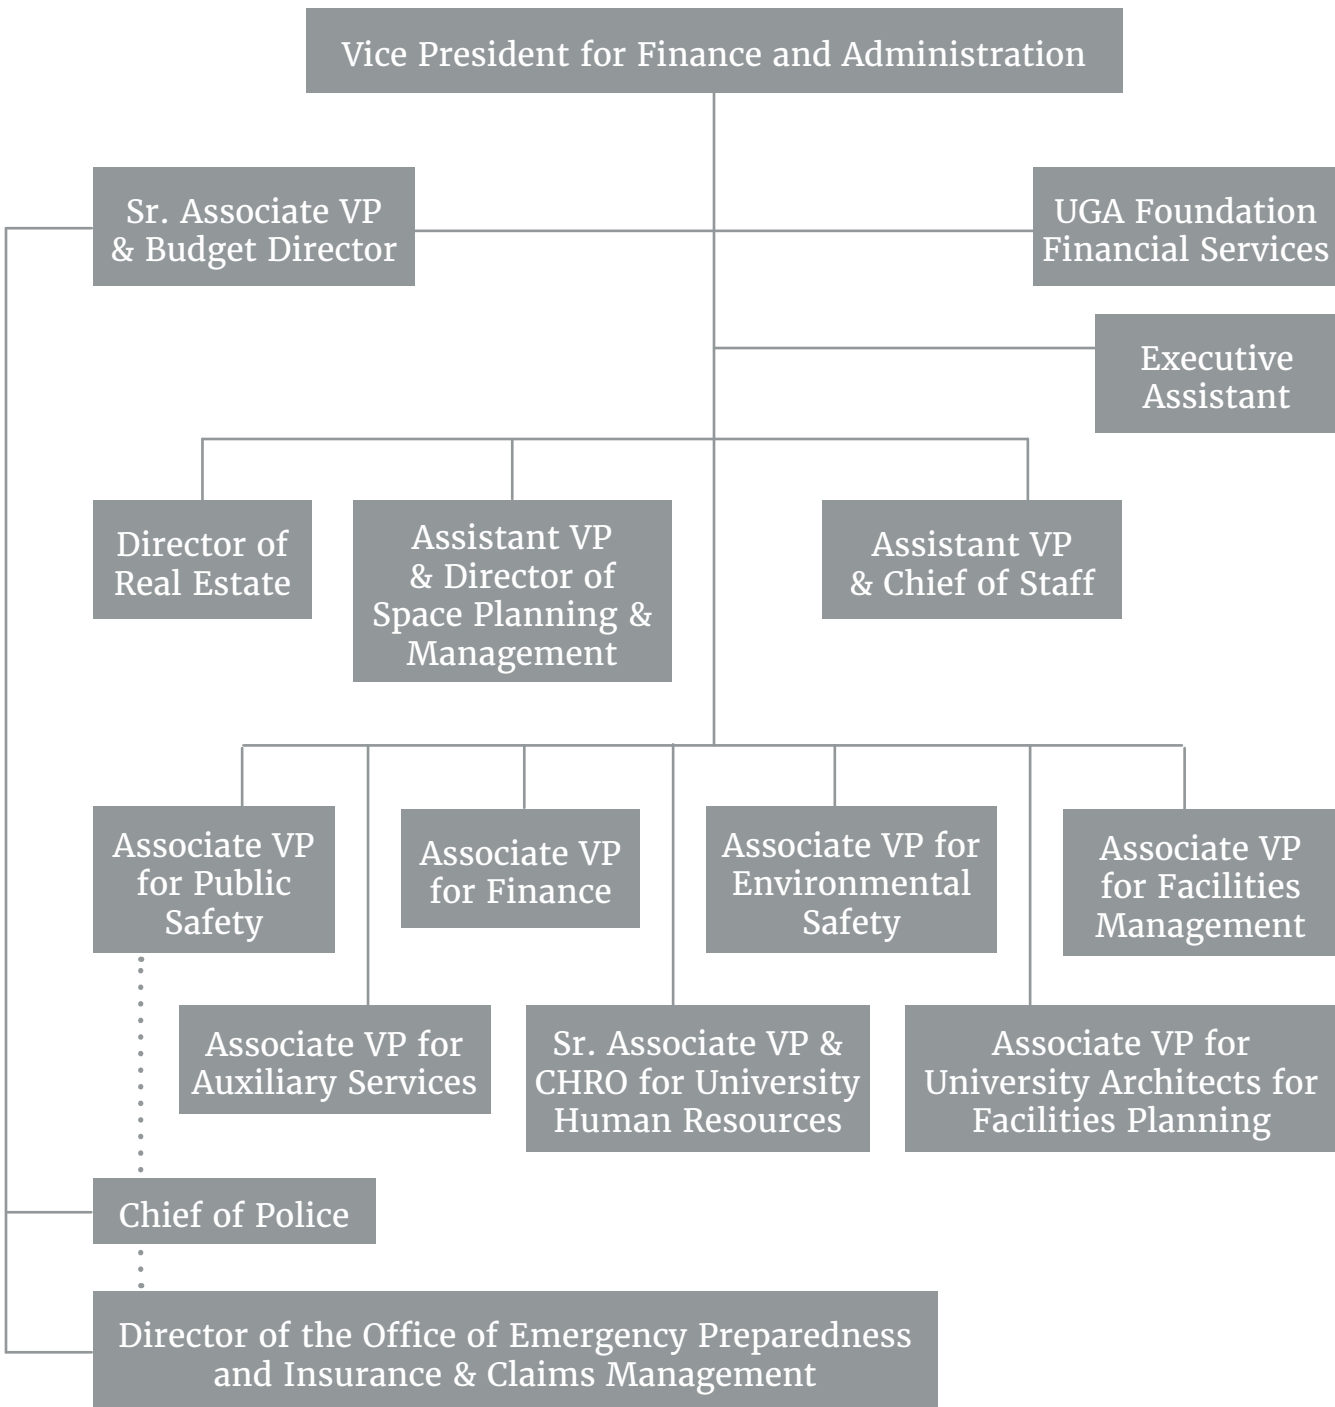 Vice President for Finance and Administration
Sr. Associate VP
& Budget Director
UGA Foundation
Financial Services
Executive
Assistant
Director of
Real Estate
Assistant VP
& Director of
Space Planning &
Management
Assistant VP
& Chief of Staff
Associate VP
for Public
Safety
Associate VP
for Finance
Associate VP for
Environmental
Safety
Associate VP
for Facilities
Management
Associate VP for
Auxiliary Services
Sr. Associate VP &
CHRO for University
Human Resources
Associate VP for
University Architects for
Facilities Planning
Chief of Police
Director of the Office of Emergency Preparedness
and Insurance & Claims Management